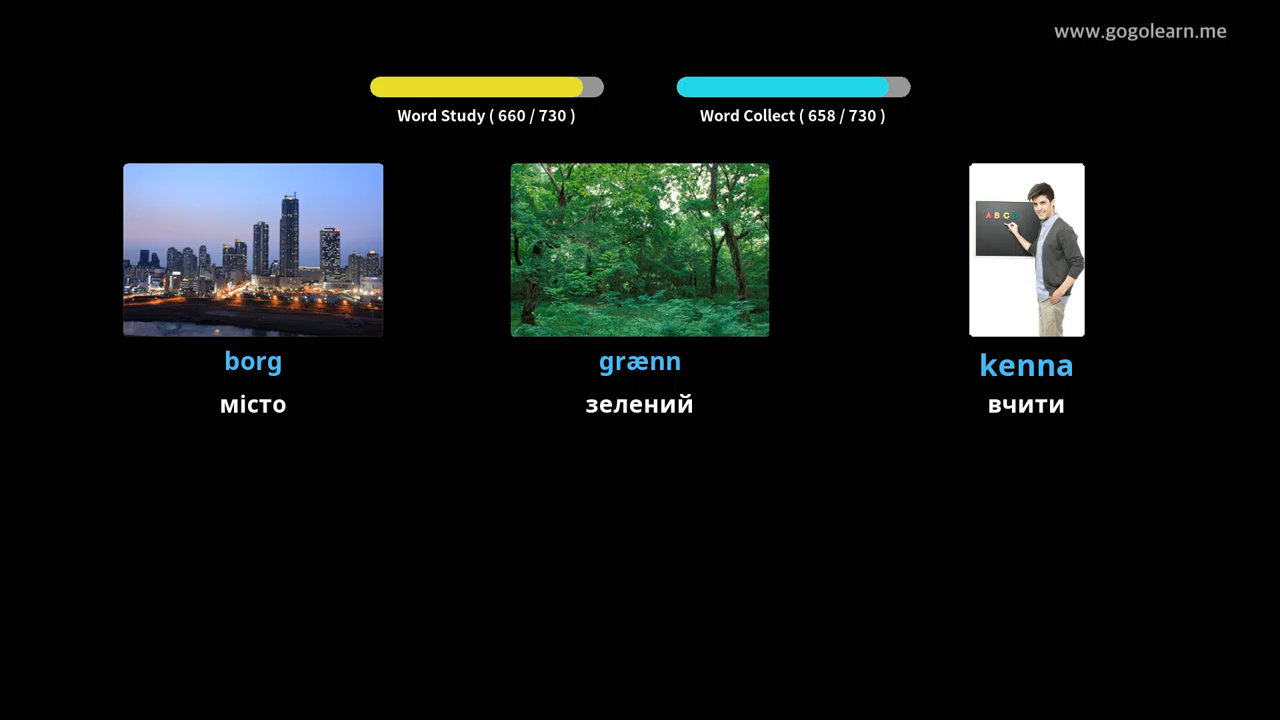 www.gogolearn.me
Word Study ( 660 / 730 )
Word Collect ( 658 / 730 )
A B C D
borg
grænn
kenna
місто
зелений
вчити